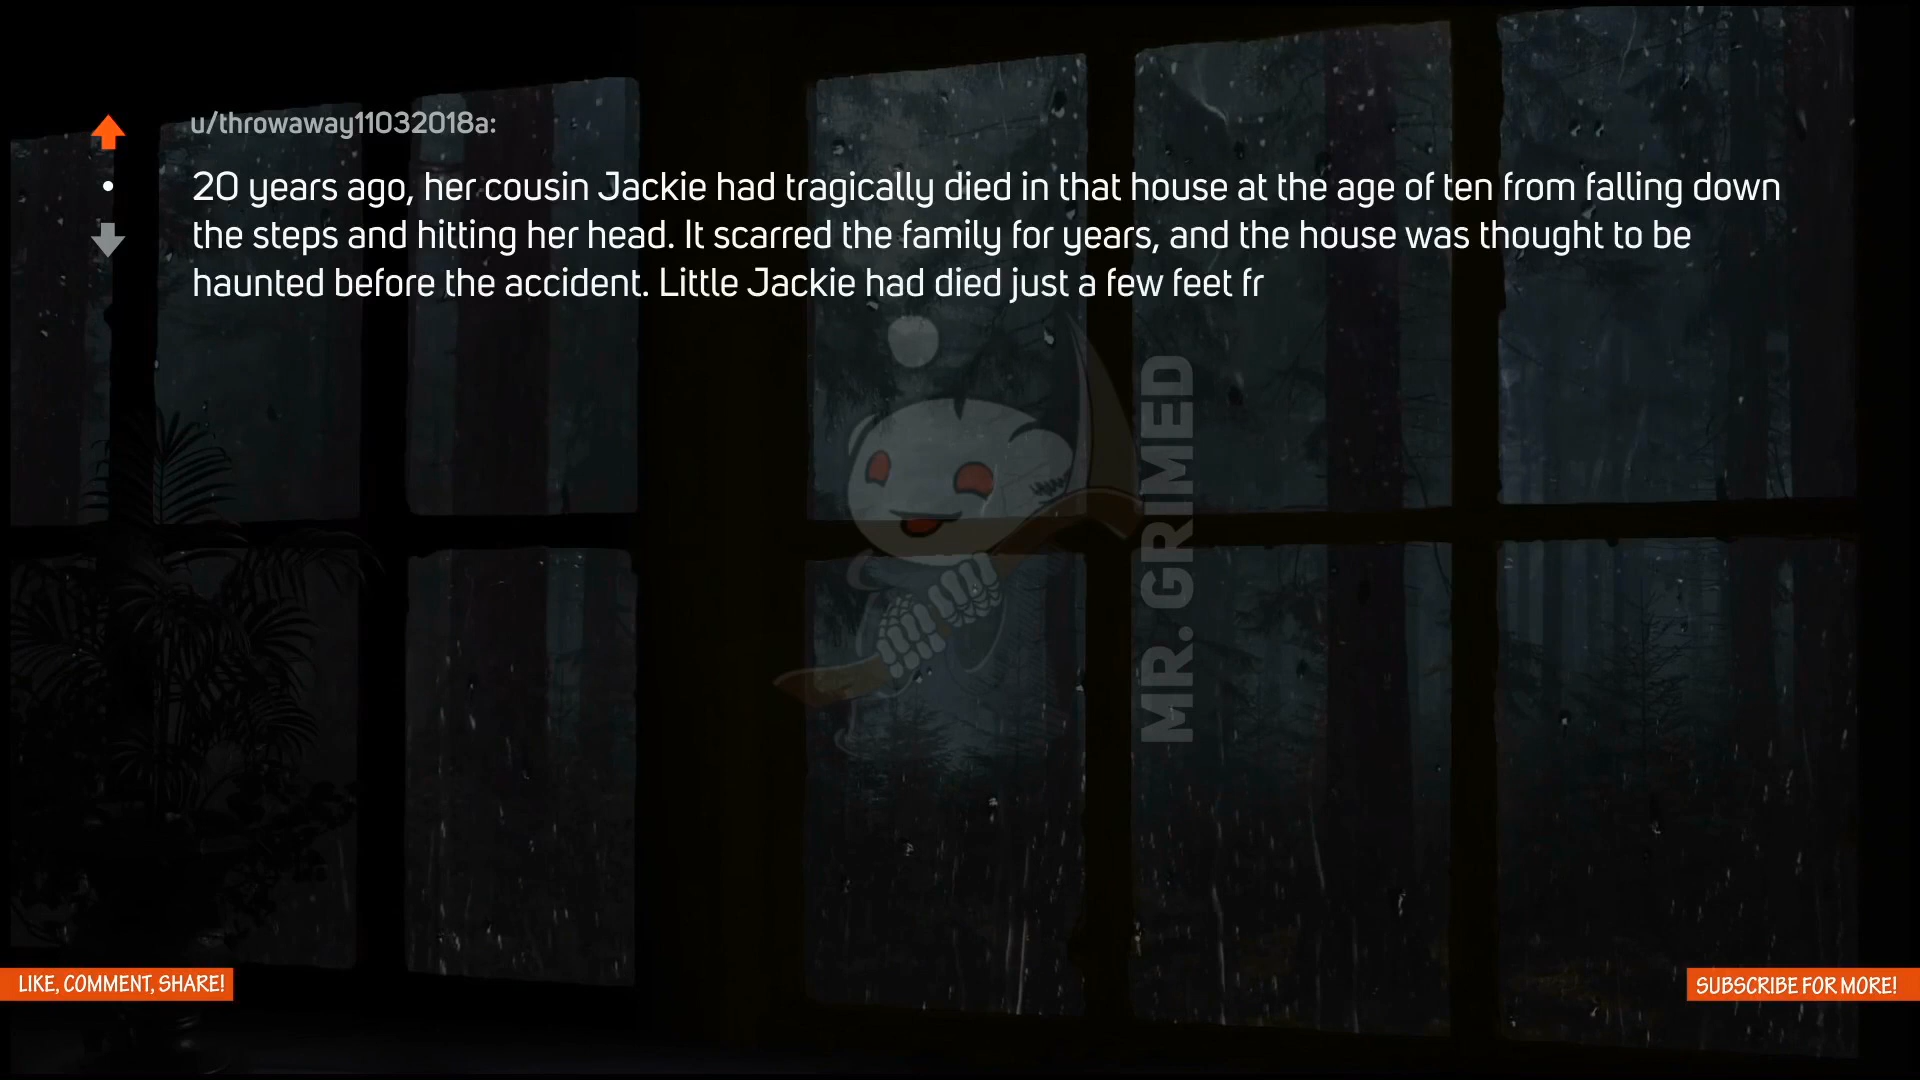 u/throwaway11032018a:
20 years ago, her cousin Jackie had tragically died in that house at the age of ten from falling down
the steps and hitting her head. It scarred the family for years, and the house was thought to be
haunted before the accident. Little Jackie had died just a few feet fr
MR. GRIMED
LIKE, COMMENT, SHARE!
SUBSCRIBE FOR MORE!